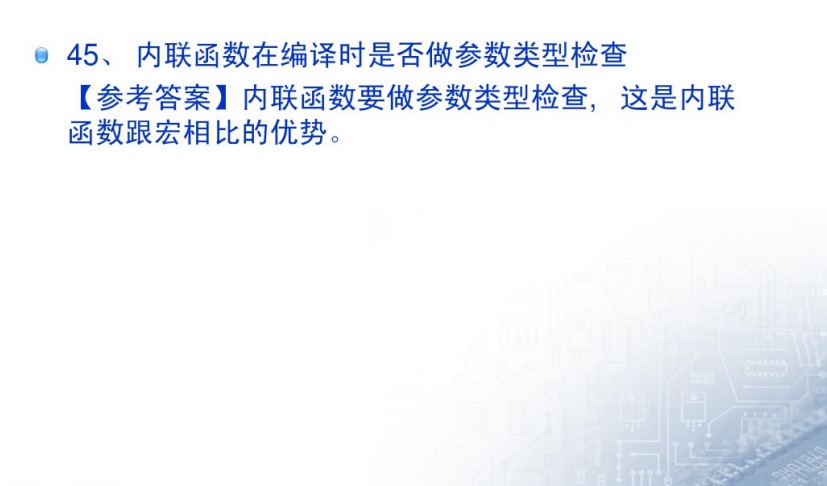 45、 内联函数在编译时是否做参数类型检查
【参考答案】内联函数要做参数类型检查, 这是内联
函数跟宏相比的优势。